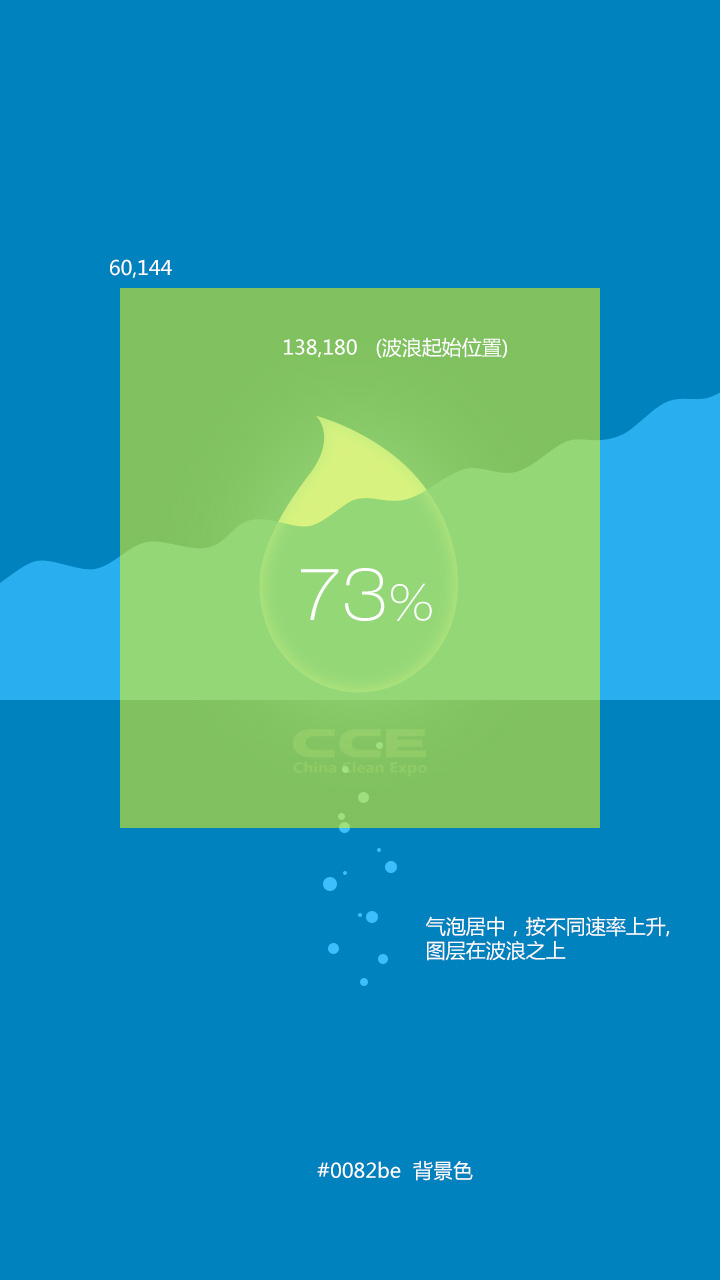 60,144
138,180 (波浪起始位置)
73%
CCE
China Clean Expo
气泡居中，按不同速率上升,
图层在波浪之上
#0082be 背景色